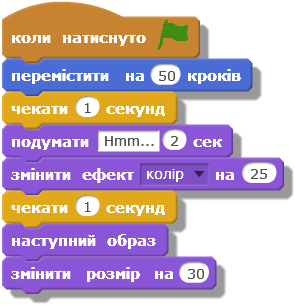 коли натиснуто
перемістити на 50 кроків
чекати 1 секунд
подумати Hmm... 2 сек
змінити ефект колір на 25
чекати 1 секунд
наступний образ
змінити розмір на 30